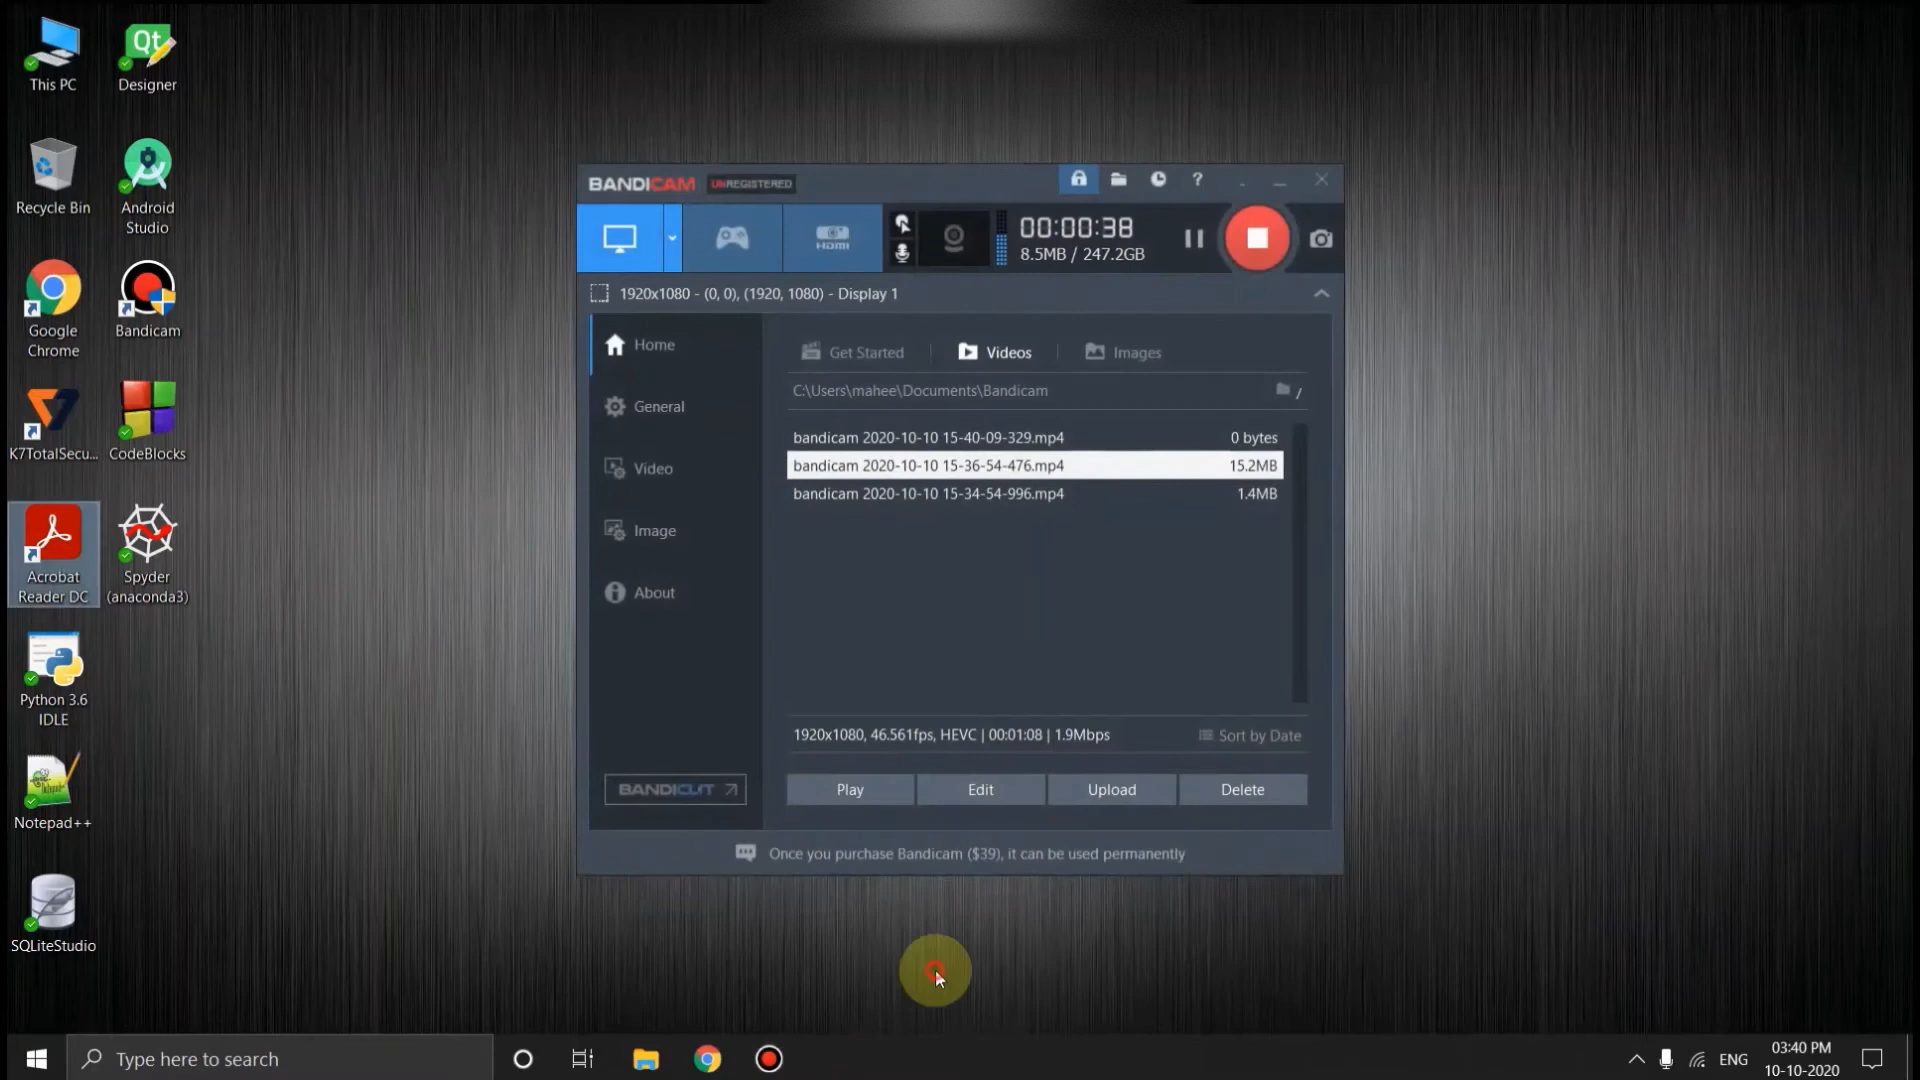 This PC
Designer
Recycle Bin
Android
Studio
Google
Chrome
Bandicam
K7TotalSecu...
CodeBlocks
Acrobat
Reader DC
Spyder
(anaconda3)
Python 3.6
IDLE
Notepad++
SQLiteStudio
Qt
BANDICAM UNREGISTERED
?
HDMI
00:00:38
8.5MB / 247.2GB
1920x1080 - (0, 0), (1920, 1080) - Display 1
Home
General
Video
Image
About
BANDICUT
Get Started
Videos
Images
C:\Users\mahee\Documents\Bandicam
bandicam 2020-10-10 15-40-09-329.mp4 0 bytes
bandicam 2020-10-10 15-36-54-476.mp4 15.2MB
bandicam 2020-10-10 15-34-54-996.mp4 1.4MB
1920x1080, 46.561fps, HEVC | 00:01:08 | 1.9Mbps
Sort by Date
Play
Edit
Upload
Delete
Once you purchase Bandicam ($39), it can be used permanently
Type here to search
ENG
03:40 PM
10-10-2020